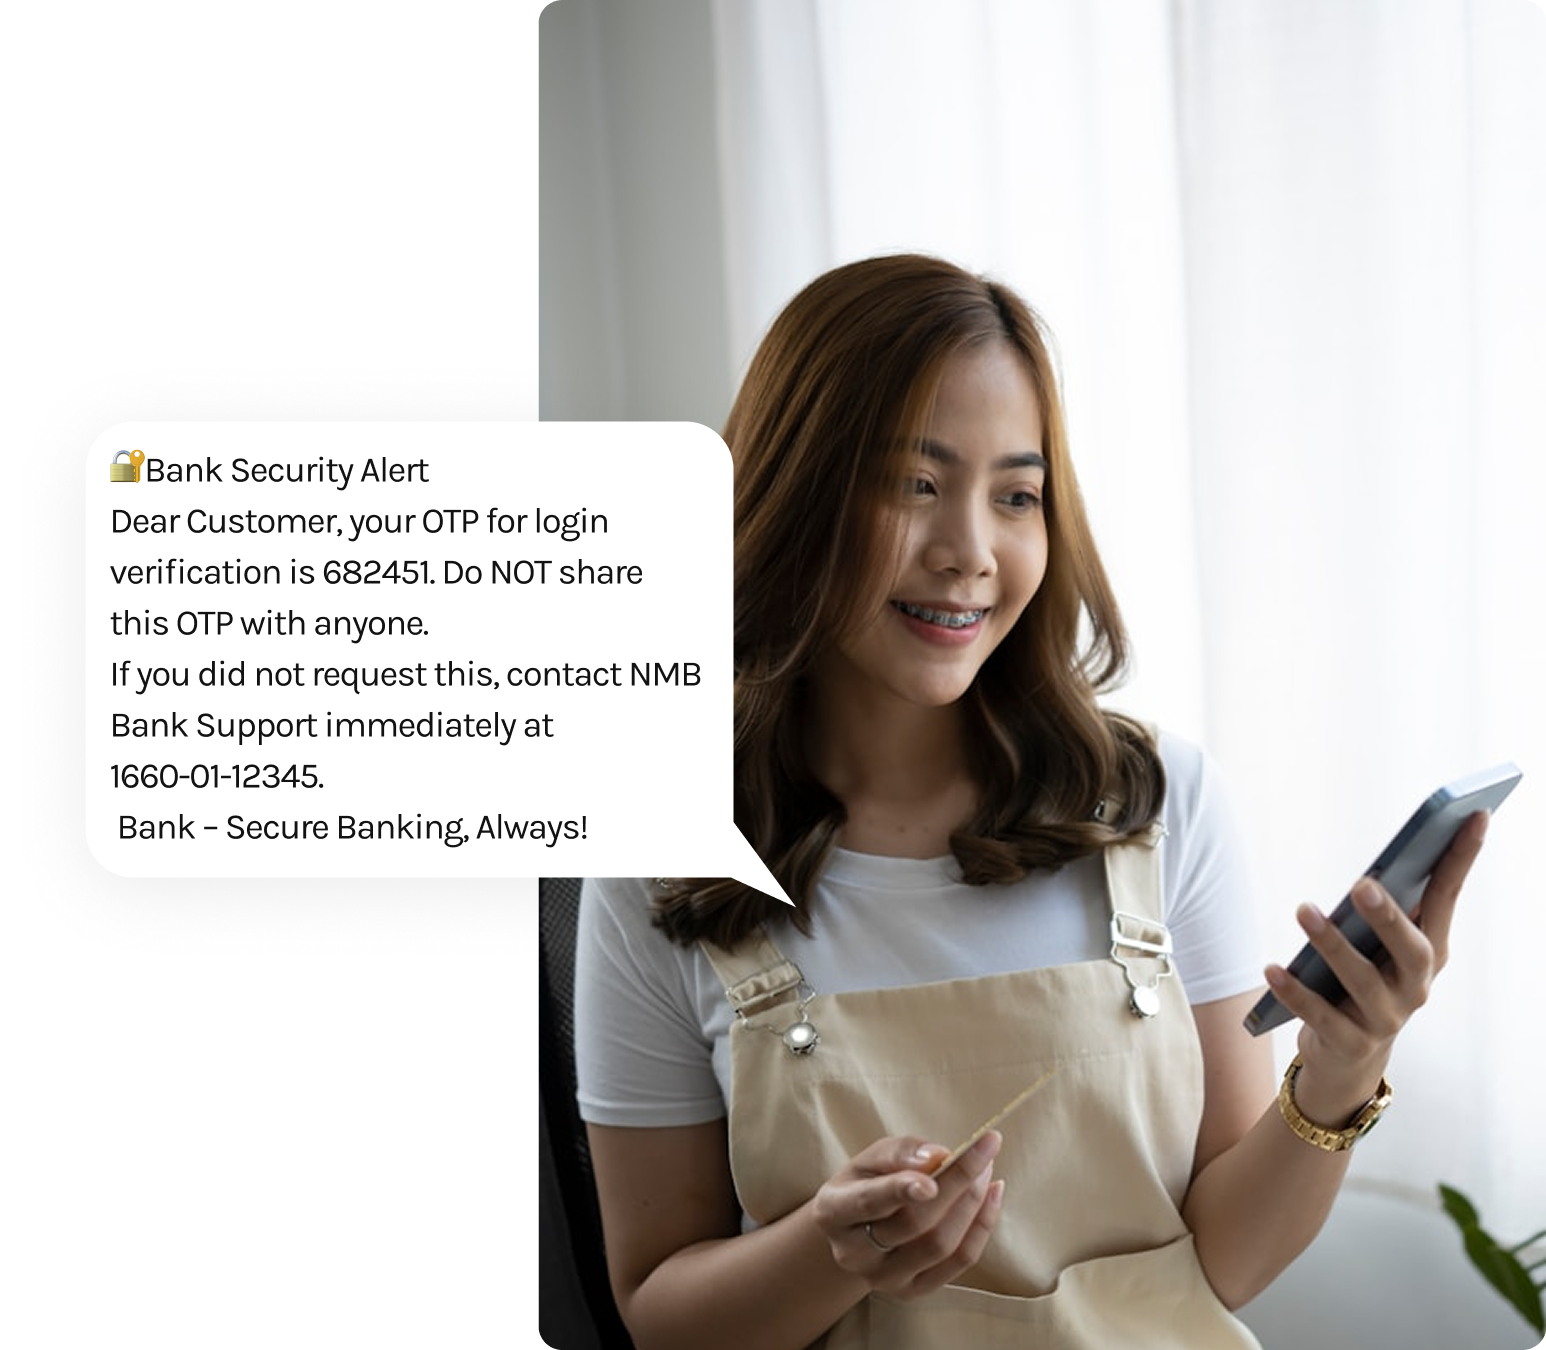 🔐Bank Security Alert
Dear Customer, your OTP for login
verification is 682451. Do NOT share
this OTP with anyone.
If you did not request this, contact NMB
Bank Support immediately at
1660-01-12345.
Bank – Secure Banking, Always!